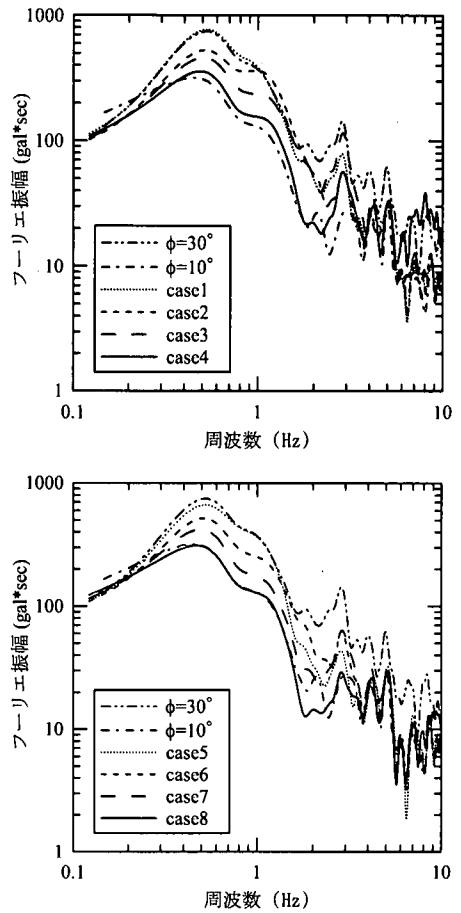 1000
100
10
1
フーリエ振幅 (gal*sec)
φ=30°
φ=10°
case1
case2
case3
case4
0.1
1
10
周波数 (Hz)
1000
100
10
1
フーリエ振幅 (gal*sec)
φ=30°
φ=10°
case5
case6
case7
case8
0.1
1
10
周波数 (Hz)